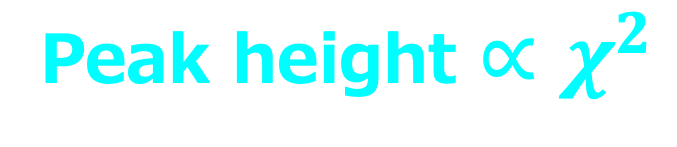 Peak height ∝ χ²